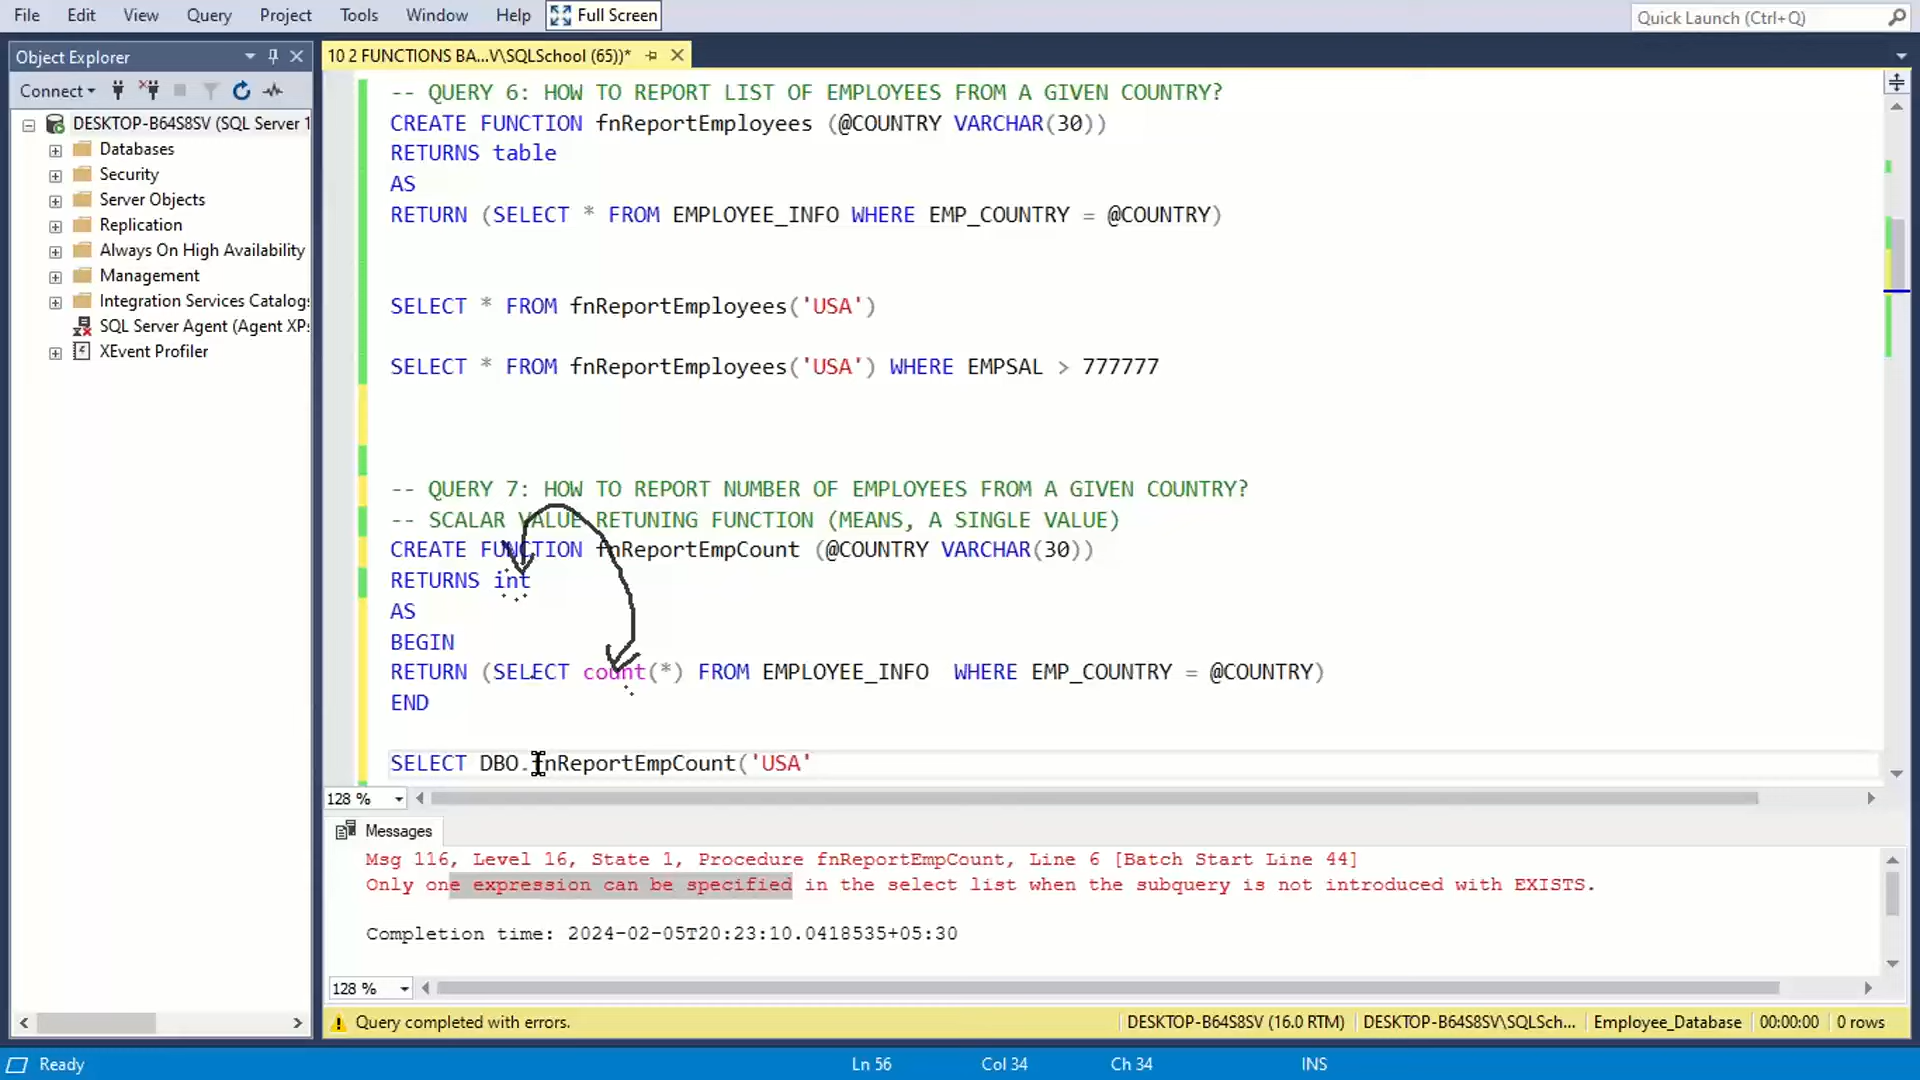 File Edit View Query Project Tools Window Help Full Screen
Quick Launch (Ctrl+Q)
Object Explorer
10 2 FUNCTIONS BA...V\SQLSchool (65))*
Connect
DESKTOP-B64S8SV (SQL Server 1
Databases
Security
Server Objects
Replication
Always On High Availability
Management
Integration Services Catalog
SQL Server Agent (Agent XP
XEvent Profiler
-- QUERY 6: HOW TO REPORT LIST OF EMPLOYEES FROM A GIVEN COUNTRY?
CREATE FUNCTION fnReportEmployees (@COUNTRY VARCHAR(30))
RETURNS table
AS
RETURN (SELECT * FROM EMPLOYEE_INFO WHERE EMP_COUNTRY = @COUNTRY)
SELECT * FROM fnReportEmployees('USA')
SELECT * FROM fnReportEmployees('USA') WHERE EMPSAL > 777777
-- QUERY 7: HOW TO REPORT NUMBER OF EMPLOYEES FROM A GIVEN COUNTRY?
-- SCALAR VALUE RETUNING FUNCTION (MEANS, A SINGLE VALUE)
CREATE FUNCTION fnReportEmpCount (@COUNTRY VARCHAR(30))
RETURNS int
AS
BEGIN
RETURN (SELECT count(*) FROM EMPLOYEE_INFO  WHERE EMP_COUNTRY = @COUNTRY)
END
SELECT DBO.fnReportEmpCount('USA'
128 %
Messages
Msg 116, Level 16, State 1, Procedure fnReportEmpCount, Line 6 [Batch Start Line 44]
Only one expression can be specified in the select list when the subquery is not introduced with EXISTS.
Completion time: 2024-02-05T20:23:10.0418535+05:30
128 %
Query completed with errors.
DESKTOP-B64S8SV (16.0 RTM) DESKTOP-B64S8SV\SQLSch... Employee_Database 00:00:00 0 rows
Ready Ln 56 Col 34 Ch 34 INS